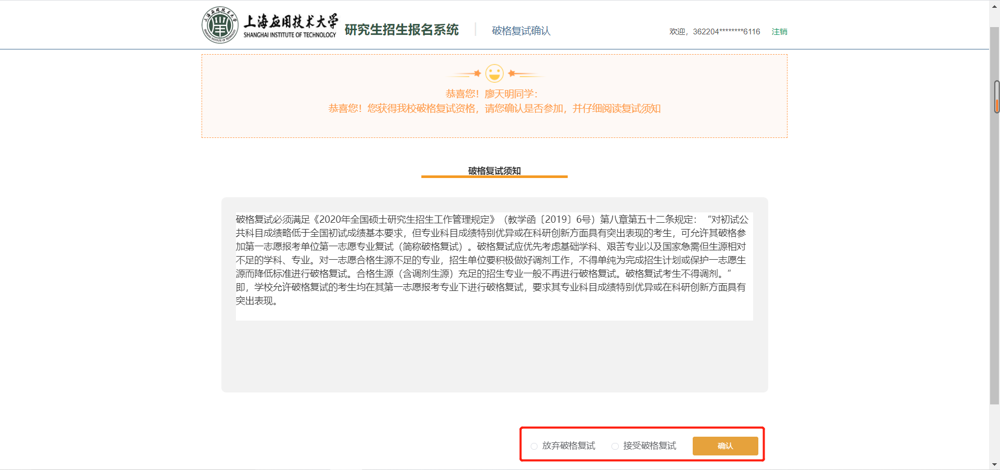 上海应用技术大学
SHANGHAI INSTITUTE OF TECHNOLOGY
研究生招生报名系统
破格复试确认
欢迎，362204********6116 注销
恭喜您！廖天明同学：
恭喜您！您获得我校破格复试资格，请您确认是否参加，并仔细阅读复试须知
破格复试须知
破格复试必须满足《2020年全国硕士研究生招生工作管理规定》（教学函〔2019〕6号）第八章第五十二条规定：“对初试公
共科目成绩略低于全国初试成绩基本要求，但专业科目成绩特别优异或在科研创新方面具有突出表现的考生，可允许其破格参
加第一志愿报考单位第一志愿专业复试（简称破格复试）。破格复试应优先考虑基础学科、艰苦专业以及国家急需但生源相对
不足的学科、专业。对一志愿合格生源不足的专业，招生单位要积极做好调剂工作，不得单纯为完成招生计划或保护一志愿生
源而降低标准进行破格复试。合格生源（含调剂生源）充足的招生专业一般不再进行破格复试。破格复试考生不得调剂。”
即，学校允许破格复试的考生均在其第一志愿报考专业下进行破格复试，要求其专业科目成绩特别优异或在科研创新方面具有
突出表现。
放弃破格复试 接受破格复试 确认